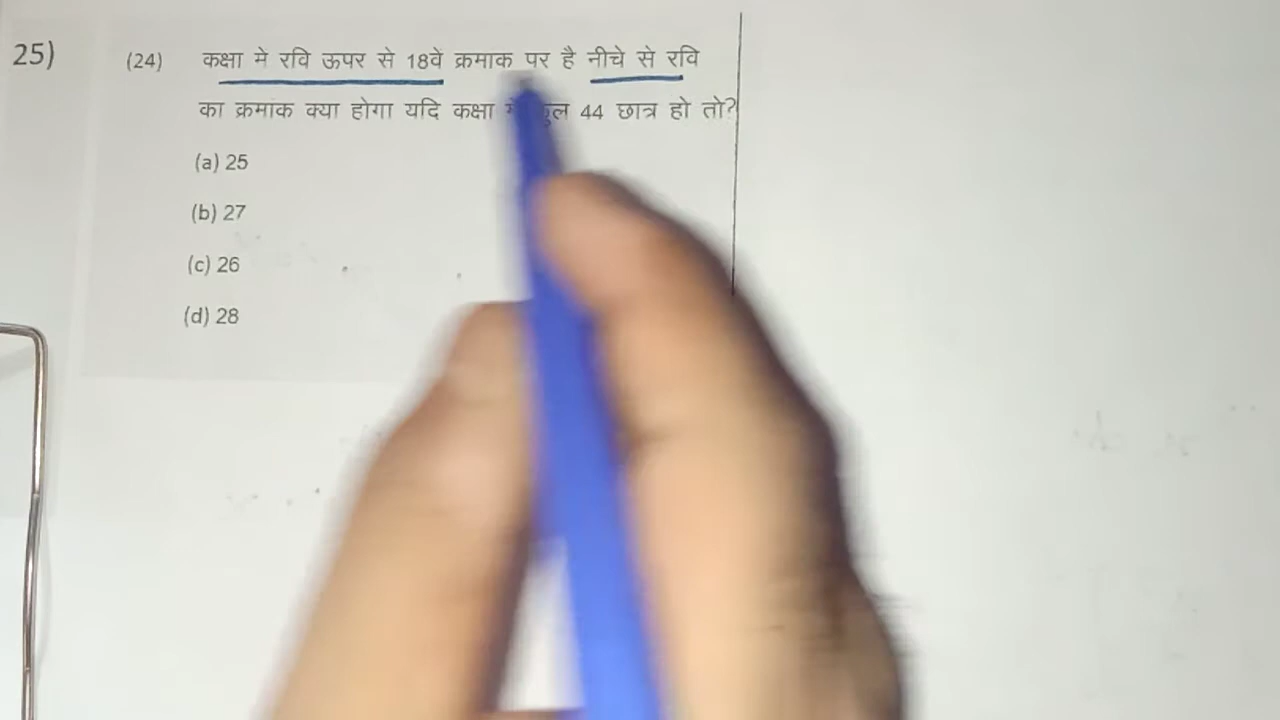 25)
(24) कक्षा मे रवि ऊपर से 18वें क्रमाक पर है नीचे से रवि
का क्रमांक क्या होगा यदि कक्षा 44 छात्र हो तो?
(a) 25
(b) 27
(c) 26
(d) 28